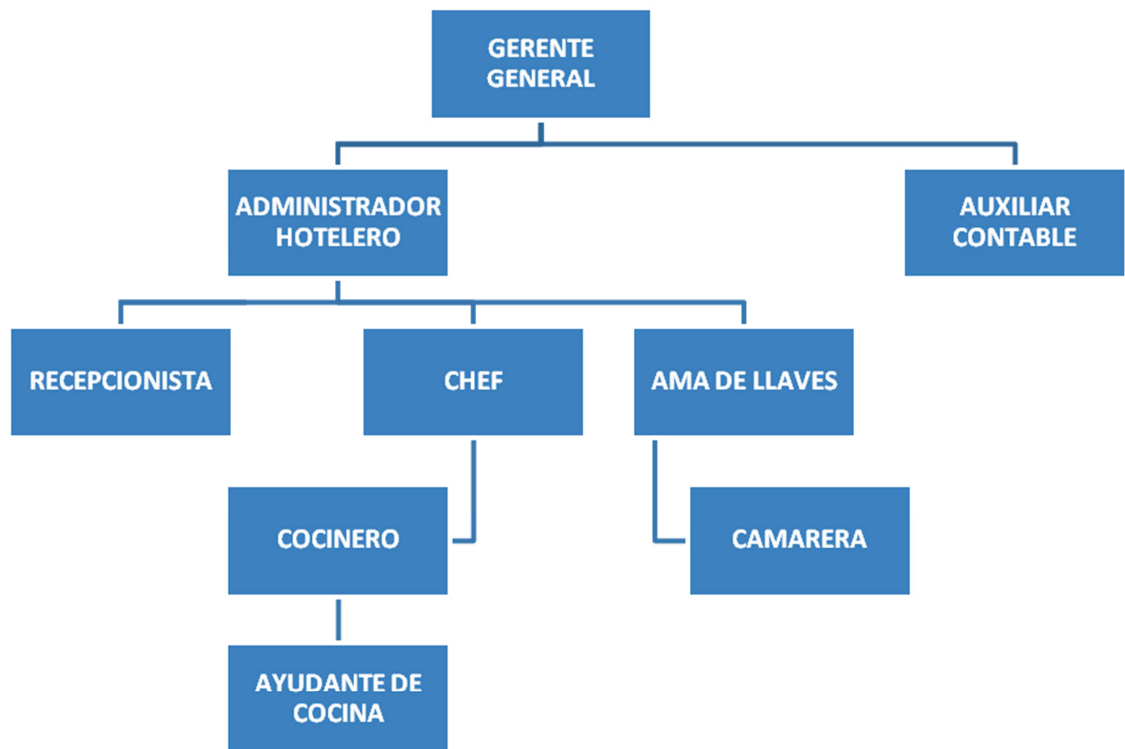 GERENTE
GENERAL
ADMINISTRADOR
HOTELERO
AUXILIAR
CONTABLE
RECEPCIONISTA
CHEF
AMA DE LLAVES
COCINERO
CAMARERA
AYUDANTE DE
COCINA